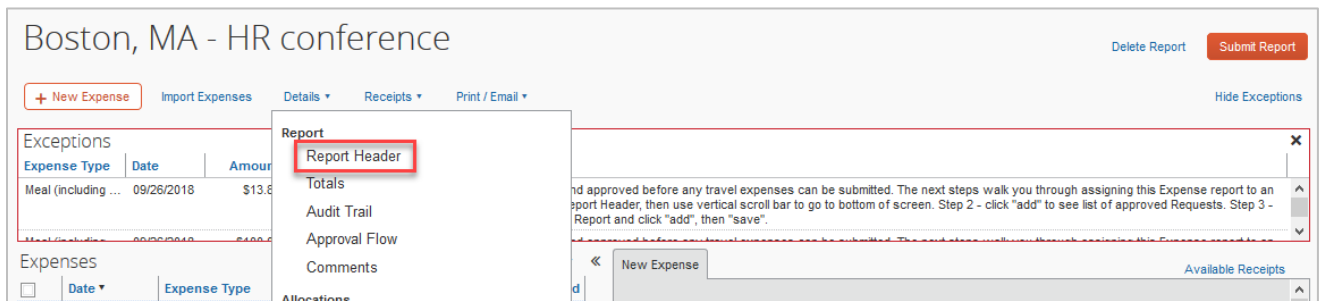 Boston, MA - HR conference
Delete Report
Submit Report
+ New Expense
Import Expenses
Details
Receipts
Print / Email
Hide Exceptions
Exceptions
Expense Type
Date
Amour
Report
Report Header
Totals
Audit Trail
Approval Flow
Comments
Allocations
Meal (including ...
09/26/2018
$13.8
nd approved before any travel expenses can be submitted. The next steps walk you through assigning this Expense report to an
eport Header, then use vertical scroll bar to go to bottom of screen. Step 2 - click "add" to see list of approved Requests. Step 3 -
Report and click "add", then "save".
Expenses
Date
Expense Type
d
New Expense
Available Receipts